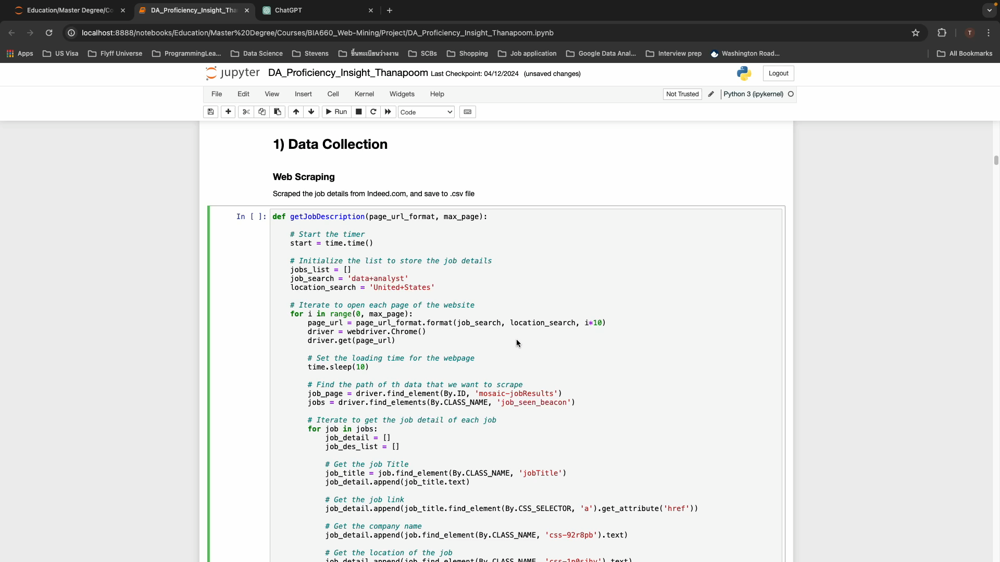 Education/Master Degree/Co
DA_Proficiency_Insight_Tha
ChatGPT
localhost:8888/notebooks/Education/Master%20Degree/Courses/BIA660_Web-Mining/Project/DA_Proficiency_Insight_Thanapoom.ipynb
T
Apps US Visa Flyff Universe ProgrammingLea... Data Science Stevens ขึ้นทะเบียนว่างงาน SCBs Shopping Job application Google Data Anal... Interview prep Washington Road... All Bookmarks
jupyter DA_Proficiency_Insight_Thanapoom Last Checkpoint: 04/12/2024 (unsaved changes) Logout
File Edit View Insert Cell Kernel Widgets Help Not Trusted Python 3 (ipykernel)
Run Code
1) Data Collection
Web Scraping
Scraped the job details from Indeed.com, and save to .csv file
In [ ]: def getJobDescription(page_url_format, max_page):
# Start the timer
start = time.time()
# Initialize the list to store the job details
jobs_list = []
job_search = 'data+analyst'
location_search = 'United+States'
# Iterate to open each page of the website
for i in range(0, max_page):
page_url = page_url_format.format(job_search, location_search, i*10)
driver = webdriver.Chrome()
driver.get(page_url)
# Set the loading time for the webpage
time.sleep(10)
# Find the path of th data that we want to scrape
job_page = driver.find_element(By.ID, 'mosaic-jobResults')
jobs = driver.find_elements(By.CLASS_NAME, 'job_seen_beacon')
# Iterate to get the job detail of each job
for job in jobs:
job_detail = []
job_des_list = []
# Get the job Title
job_title = job.find_element(By.CLASS_NAME, 'jobTitle')
job_detail.append(job_title.text)
# Get the job link
job_detail.append(job_title.find_element(By.CSS_SELECTOR, 'a').get_attribute('href'))
# Get the company name
job_detail.append(job.find_element(By.CLASS_NAME, 'css-92r8pb').text)
# Get the location of the job
job_detail.append(job.find_element(By.CLASS_NAME, 'css-1p0sihy').text)